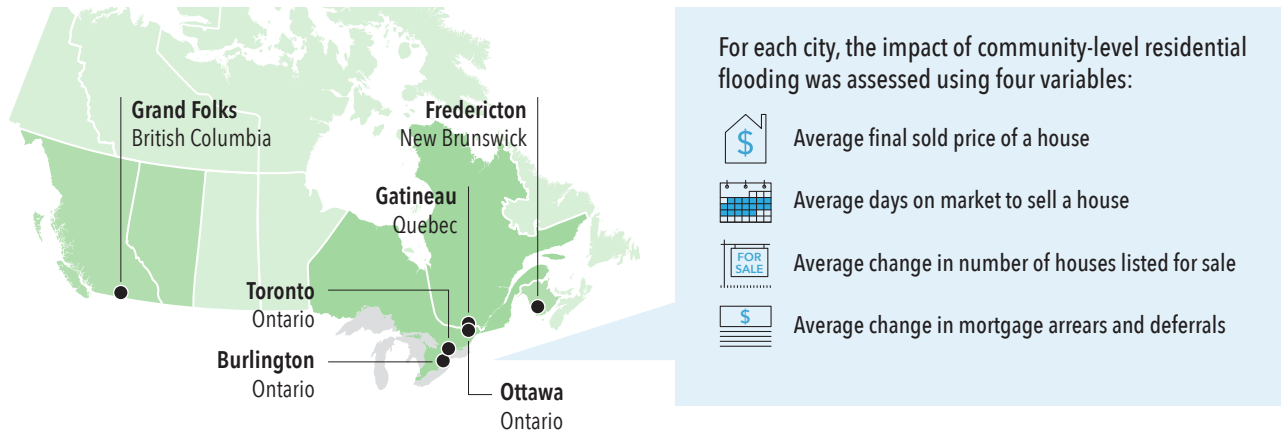 Grand Folks
British Columbia
Fredericton
New Brunswick
Gatineau
Quebec
Toronto
Ontario
Burlington
Ontario
Ottawa
Ontario
For each city, the impact of community-level residential
flooding was assessed using four variables:
$
Average final sold price of a house
Average days on market to sell a house
FOR
SALE
Average change in number of houses listed for sale
$
Average change in mortgage arrears and deferrals